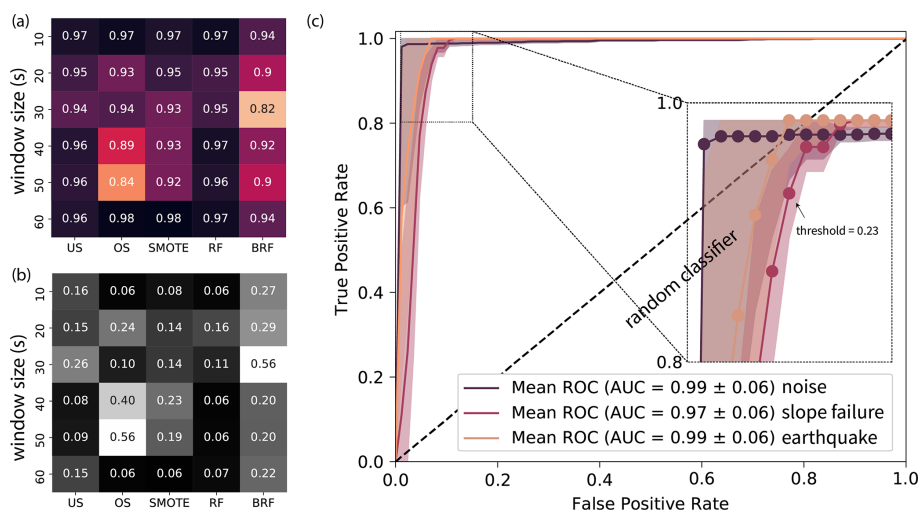 (a)
window size (s)
10 0.97 0.97 0.97 0.97 0.94
20 0.95 0.93 0.95 0.95 0.9
30 0.94 0.94 0.93 0.95 0.82
40 0.96 0.89 0.93 0.97 0.92
50 0.96 0.84 0.92 0.96 0.9
60 0.96 0.98 0.98 0.97 0.94
US OS SMOTE RF BRF
(b)
window size (s)
10 0.16 0.06 0.08 0.06 0.27
20 0.15 0.24 0.14 0.16 0.29
30 0.26 0.10 0.14 0.11 0.56
40 0.08 0.40 0.23 0.06 0.20
50 0.09 0.56 0.19 0.06 0.20
60 0.15 0.06 0.06 0.07 0.22
US OS SMOTE RF BRF
(c)
True Positive Rate
1.0
0.8
0.6
0.4
0.2
0.0
1.0
threshold = 0.23
0.8
random classifier
Mean ROC (AUC = 0.99 ± 0.06) noise
Mean ROC (AUC = 0.97 ± 0.06) slope failure
Mean ROC (AUC = 0.99 ± 0.06) earthquake
0.0 0.2 0.4 0.6 0.8 1.0
False Positive Rate